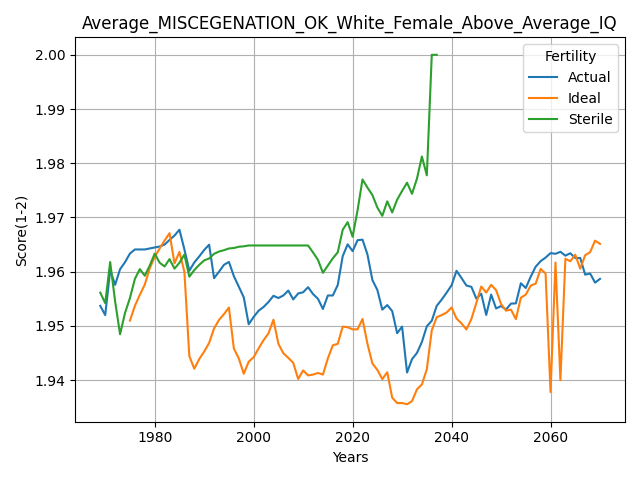 Average_MISCEGENATION_OK_White_Female_Above_Average_IQ
Score(1-2)
2.00
1.99
1.98
1.97
1.96
1.95
1.94
1980
2000
2020
2040
2060
Years
Fertility
Actual
Ideal
Sterile